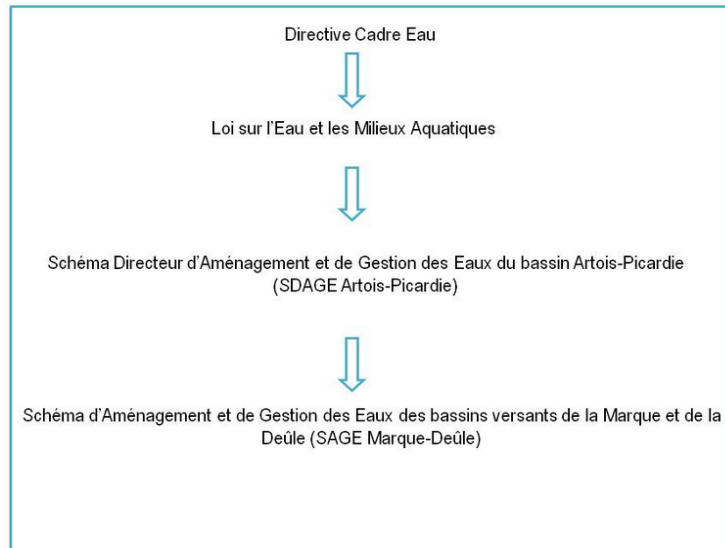 Directive Cadre Eau
Loi sur l'Eau et les Milieux Aquatiques
Schéma Directeur d'Aménagement et de Gestion des Eaux du bassin Artois-Picardie
(SDAGE Artois-Picardie)
Schéma d'Aménagement et de Gestion des Eaux des bassins versants de la Marque et de la
Deûle (SAGE Marque-Deûle)